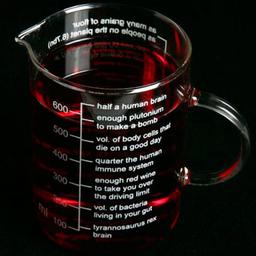 as many grains of flour
as people on the planet (6.7bn)
600
half a human brain
enough plutonium
to make a bomb
500
vol. of body cells that
die on a good day
400
quarter the human
immune system
300
enough red wine
to take you over
the driving limit
200
vol. of bacteria
living in your gut
ml 100
tyrannosaurus rex
brain